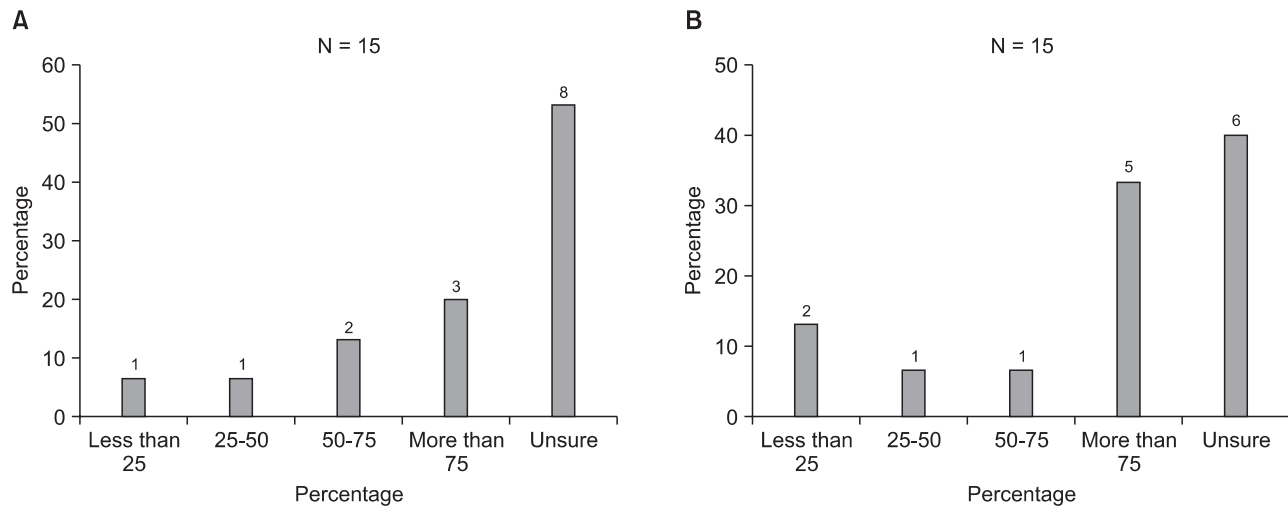 A
N = 15
Percentage
60
50
40
30
20
10
0
1
1
2
3
8
Less than
25
25-50
50-75
More than
75
Unsure
Percentage
B
N = 15
Percentage
50
40
30
20
10
0
2
1
1
5
6
Less than
25
25-50
50-75
More than
75
Unsure
Percentage